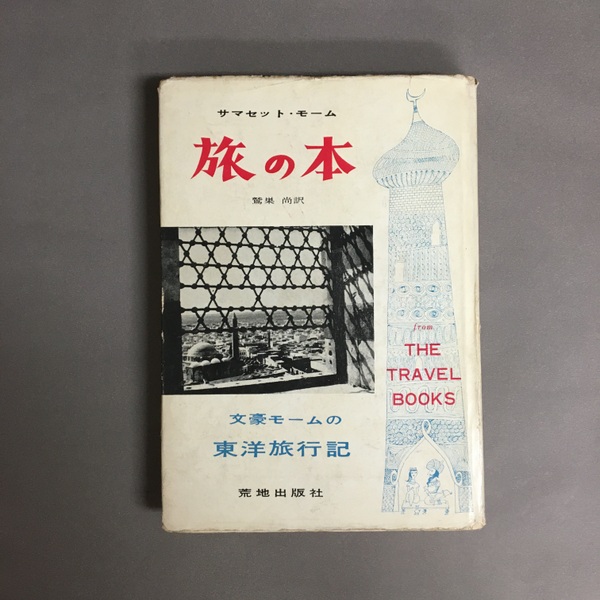 サマセット・モーム
旅の本
鷲巣 尚訳
from
THE
TRAVEL
BOOKS
文豪モームの
東洋旅行記
荒地出版社